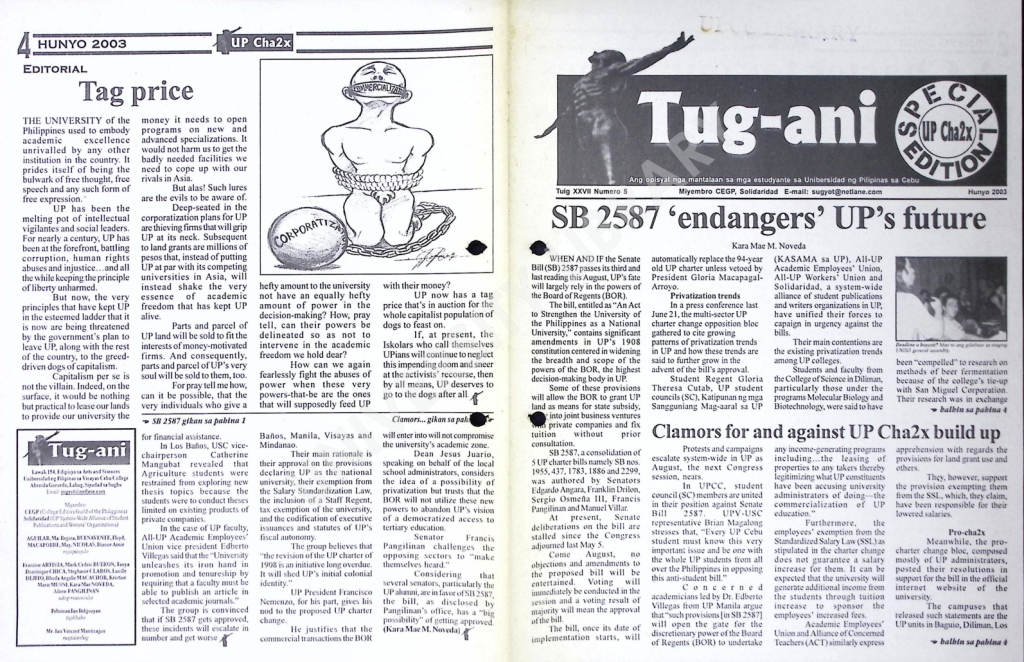 4 HUNYO 2003
UP Cha2x
EDITORIAL
Tag price
THE UNIVERSITY of the
Philippines used to embody
academic excellence
unrivalled by any other
institution in the country. It
prides itself of being the
bulwark of free thought, free
speech and any such form of
free expression.
UP has been the
melting pot of intellectual
vigilantes and social leaders.
For nearly a century, UP has
been at the forefront, battling
corruption, human rights
abuses and injustice...and all
the while keeping the principle
of liberty unharmed.
But now, the very
principles that have kept UP
in the esteemed ladder that it
is now are being threatened
by the government's plan to
leave UP, along with the rest
of the country, to the greed-
driven dogs of capitalism.
Capitalism per se is
not the villain. Indeed, on the
surface, it would be nothing
but practical to lease our lands
to provide our university the
money it needs to open
programs on new and
advanced specializations. It
would not harm us to get the
badly needed facilities we
need to cope up with our
rivals in Asia.
But alas! Such lures
are the evils to be aware of.
Deep-seated in the
corporatization plans for UP
are thieving firms that will grip
UP at its neck. Subsequent
to land grants are millions of
pesos that, instead of putting
UP at par with its competing
universities in Asia, will
instead shake the very
essence of academic
freedom that has kept UP
alive.
Parts and parcel of
UP land will be sold to fit the
interests of money-motivated
firms. And consequently,
parts and parcel of UP's very
soul will be sold to them, too.
For pray tell me how,
can it be possible, that the
very individuals who give a
COMMERCIALIZ
CORPORATIZ
hefty amount to the university
not have an equally hefty
amount of power in the
decision-making? How, pray
tell, can their powers be
delineated so as not to
intervene in the academic
freedom we hold dear?
How can we again
fearlessly fight the abuses of
power when these very
powers-that-be are the ones
that will supposedly feed UP
with their money?
UP now has a tag
price that's in auction for the
whole capitalist population of
dogs to feast on.
If, at present, the
Iskolars who call themselves
UPians will continue to neglect
this impending doom and sneer
at the activists' recourse, then
by all means, UP deserves to
go to the dogs after all.
SB 2587 gikan sa pahina 1
Clamors... gikan sa pahi
Tug-ani
for financial assistance.
In Los Baños, USC vice-
chairperson Catherine
Mangubat revealed that
Agriculture students were
restrained from exploring new
thesis topics because the
students were to conduct theses
limited on existing products of
private companies.
In the case of UP faculty,
All-UP Academic Employees'
Union vice president Edberto
Villegas said that the "University
unleashes its iron hand in
promotion and tenurship by
requiring that a faculty must be
able to publish an article in
selected academic journals."
The group is convinced
that if SB 2587 gets approved,
these incidents will escalate in
number and get worse
Baños, Manila, Visayas and
Mindanao.
Their main rationale is
their approval on the provisions
declaring UP as the national
university, their exemption from
the Salary Standardization Law,
the inclusion of a Staff Regent,
tax exemption of the university,
and the codification of executive
issuances and statutes of UP's
fiscal autonomy.
The group believes that
"the revision of the UP charter of
1908 is an initiative long overdue.
It will shed UP's initial colonial
identity."
UP President Francisco
Nemenzo, for his part, gives his
nod to the proposed UP charter
change.
He justifies that the
commercial transactions the BOR
will enter into will not compromise
the university's academic zone.
Dean Jesus Juario,
speaking on behalf of the local
school administrators, considers
the idea of a possibility of
privatization but trusts that the
BOR will not utilize these new
powers to abandon UP's vision
of a democratized access to
tertiary education.
Senator Francis
Pangilinan challenges the
opposing sectors to "make
themselves heard."
Considering that
several senators, particularly the
UP alumni, are in favor of SB 2587,
the bill, as disclosed by
Pangilinan's office, has a "big
possibility" of getting approved.
(Kara Mae M. Noveda)
Tug-ani
SPECIAL
UP Cha2x
EDITION
Ang opisyal nga mantalaan sa mga estudyante sa Unibersidad ng Pilipinas sa Cebu
Tuig XXVII Numero 5 Miyembro CEGP, Solidaridad E-mail: sugyot@netlane.com Hunyo 2003
SB 2587 'endangers' UP's future
Kara Mae M. Noveda
WHEN AND IF the Senate
Bill (SB) 2587 passes its third and
last reading this August, UP's fate
will largely rely in the powers of
the Board of Regents (BOR).
The bill, entitled as "An Act
to Strengthen the University of
the Philippines as a National
University," contains significant
amendments in UP's 1908
constitution centered in widening
the breadth and scope of the
powers of the BOR, the highest
decision-making body in UP.
Some of these provisions
will allow the BOR to grant UP
land as means for state subsidy,
into joint business ventures
private companies and fix
tuition without prior
consultation.
SB 2587, a consolidation of
5 UP charter bills namely SB nos.
1955, 437, 1783, 1886 and 2299,
was authored by Senators
Edgardo Angara, Franklin Drilon,
Sergio Osmeña III, Francis
Pangilinan and Manuel Villar.
At present, Senate
deliberations on the bill are
stalled since the Congress
adjourned last May 5.
Come August, no
objections and amendments to
the proposed bill will be
entertained. Voting will
immediately be conducted in the
session and a voting result of
majority will mean the approval
of the bill.
The bill, once its date of
implementation starts, will
automatically replace the 94-year
old UP charter unless vetoed by
President Gloria Macapagal-
Arroyo.
Privatization trends
In a press conference last
June 21, the multi-sector UP
charter change opposition bloc
gathered to cite growing
patterns of privatization trends
in UP and how these trends are
said to further grow in the
advent of the bill's approval.
Student Regent Gloria
Theresa Cutab, UP student
councils (SC), Katipunan ng mga
Sangguniang Mag-aaral sa UP
(KASAMA sa UP), All-UP
Academic Employees' Union,
All-UP Workers' Union and
Solidaridad, a system-wide
alliance of student publications
and writers organizations in UP,
have unified their forces to
capaign in urgency against the
bills.
Their main contentions are
the existing privatization trends
among UP colleges.
Students and faculty from
the College of Science in Diliman,
particularly those under the
programs Molecular Biology and
Biotechnology, were said to have
been "compelled" to research on
methods of beer fermentation
because of the college's tie-up
with San Miguel Corporation.
Their research was in exchange
balhin sa pahina 4
Clamors for and against UP Cha2x build up
Protests and campaigns
escalate system-wide in UP as
August, the next Congress
session, nears.
In UPCC, student
council (SC) members are united
in their position against Senate
Bill 2587. UPV-USC
representative Brian Magalong
stresses that, "Every UP Cebu
student must know this very
important issue and be one with
the whole UP students from all
over the Philippines in opposing
this anti-student bill."
Concerned
academicians led by Dr. Edberto
Villegas from UP Manila argue
that "such provisions [in SB 2587]
will open the gate for the
discretionary power of the Board
of Regents (BOR) to undertake
any income-generating programs
including...the leasing of
properties to any takers thereby
legitimizing what UP constituents
have been accusing university
administrators of doing—the
commercialization of UP
education."
Furthermore, the
employees' exemption from the
Standardized Salary Law (SSL) as
stipulated in the charter change
does not guarantee a salary
increase for them. It can be
expected that the university will
generate additional income from
the students through tuition
increase to sponsor the
employees' increased fees.
Academic Employees'
Union and Alliance of Concerned
Teachers (ACT) similarly express
apprehension with regards the
provisions for land grant use and
others.
They, however, support
the provision exempting them
from the SSL, which, they claim,
have been responsible for their
lowered salaries.
Pro-cha2x
Meanwhile, the pro-
charter change bloc, composed
mostly of UP administrators,
posted their resolutions in
support for the bill in the official
internet website of the
university.
The campuses that
released such statements are the
UP units in Baguio, Diliman, Los
balhin sa pahina 4